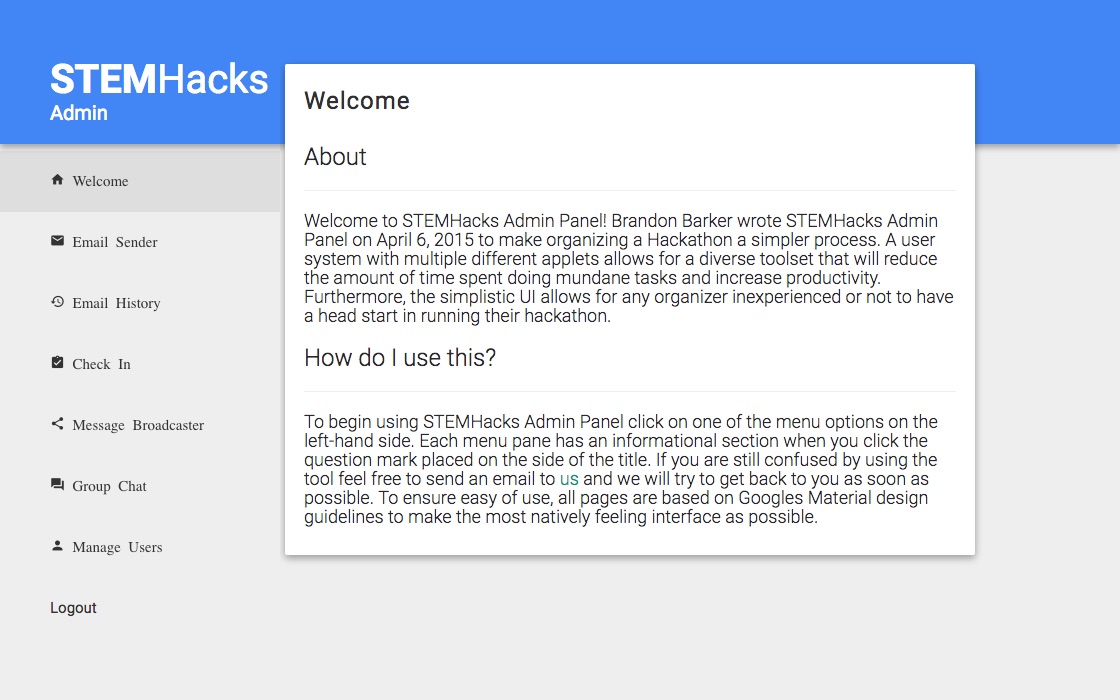 STEMHacks
Admin
Welcome
Email Sender
Email History
Check In
Message Broadcaster
Group Chat
Manage Users
Logout
Welcome
About
Welcome to STEMHacks Admin Panel! Brandon Barker wrote STEMHacks Admin
Panel on April 6, 2015 to make organizing a Hackathon a simpler process. A user
system with multiple different applets allows for a diverse toolset that will reduce
the amount of time spent doing mundane tasks and increase productivity.
Furthermore, the simplistic UI allows for any organizer inexperienced or not to have
a head start in running their hackathon.
How do I use this?
To begin using STEMHacks Admin Panel click on one of the menu options on the
left-hand side. Each menu pane has an informational section when you click the
question mark placed on the side of the title. If you are still confused by using the
tool feel free to send an email to us and we will try to get back to you as soon as
possible. To ensure easy of use, all pages are based on Googles Material design
guidelines to make the most natively feeling interface as possible.